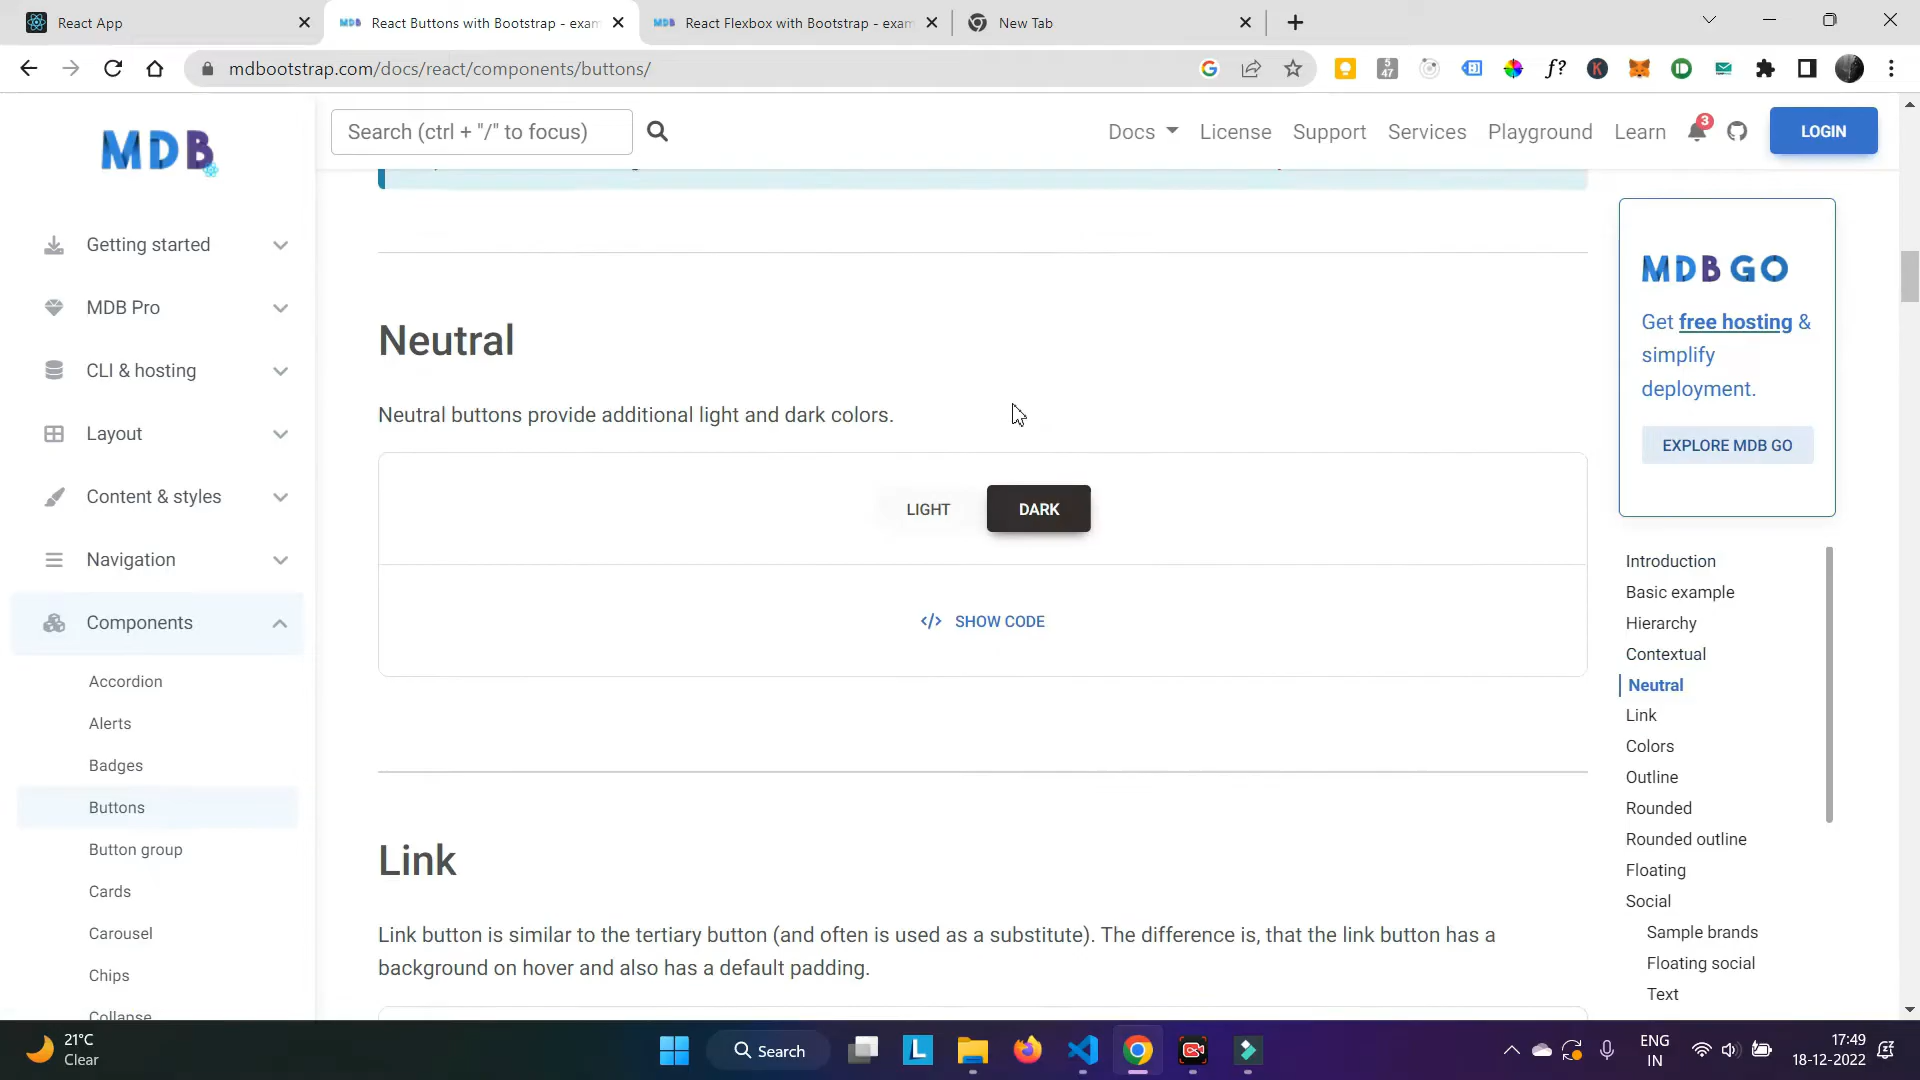 React App
MDB React Buttons with Bootstrap - exam
MDB React Flexbox with Bootstrap - exam
New Tab
mdbootstrap.com/docs/react/components/buttons/
MDB
Search (ctrl + "/" to focus)
Docs License Support Services Playground Learn 3 LOGIN
Getting started
MDB Pro
CLI & hosting
Layout
Content & styles
Navigation
Components
Accordion
Alerts
Badges
Buttons
Button group
Cards
Carousel
Chips
Collapse
Neutral
Neutral buttons provide additional light and dark colors.
LIGHT DARK
</> SHOW CODE
Link
Link button is similar to the tertiary button (and often is used as a substitute). The difference is, that the link button has a
background on hover and also has a default padding.
MDB GO
Get free hosting &
simplify
deployment.
EXPLORE MDB GO
Introduction
Basic example
Hierarchy
Contextual
Neutral
Link
Colors
Outline
Rounded
Rounded outline
Floating
Social
Sample brands
Floating social
Text
21°C
Clear
Search
ENG
IN
17:49
18-12-2022